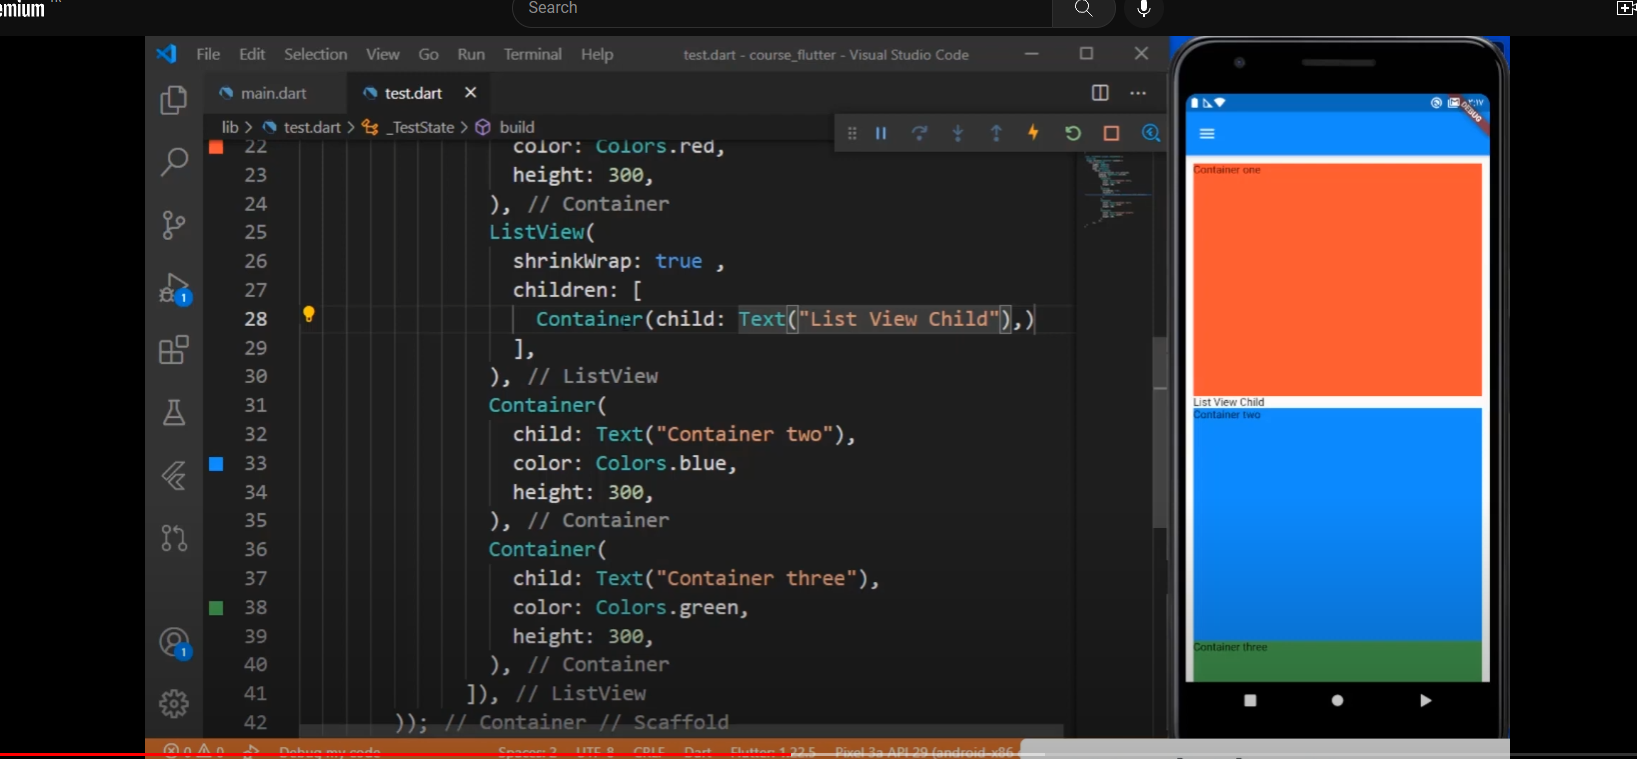 Search
File Edit Selection View Go Run Terminal Help test.dart - course_flutter - Visual Studio Code
main.dart test.dart
lib > test.dart > _TestState > build
22 color: Colors.red,
23 height: 300,
24 ), // Container
25 ListView(
26 shrinkWrap: true ,
27 children: [
28 Container(child: Text("List View Child"),)
29 ],
30 ), // ListView
31 Container(
32 child: Text("Container two"),
33 color: Colors.blue,
34 height: 300,
35 ), // Container
36 Container(
37 child: Text("Container three"),
38 color: Colors.green,
39 height: 300,
40 ), // Container
41 ]), // ListView
42 )); // Container // Scaffold
1
1
0 0 Debug my code Spaces: 2 UTF-8 CRLF Dart Flutter: 1.22.5 Pixel 3a API 29 (android-x86
DEBUG
Container one
List View Child
Container two
Container three